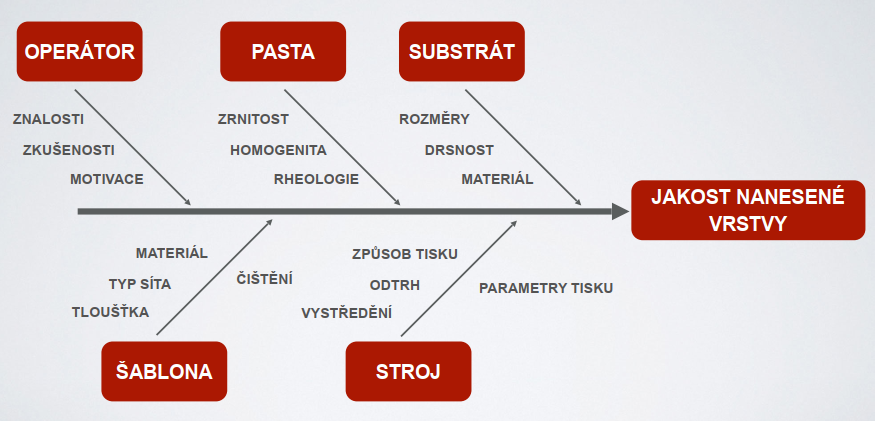 OPERÁTOR
PASTA
SUBSTRÁT
ZNALOSTI
ZKUŠENOSTI
MOTIVACE
ZRNITOST
HOMOGENITA
RHEOLOGIE
ROZMĚRY
DRSNOST
MATERIÁL
JAKOST NANESENÉ
VRSTVY
MATERIÁL
TYP SÍTA
TLOUŠŤKA
ČIŠTĚNÍ
ZPŮSOB TISKU
ODTRH
VYSTŘEDĚNÍ
PARAMETRY TISKU
ŠABLONA
STROJ